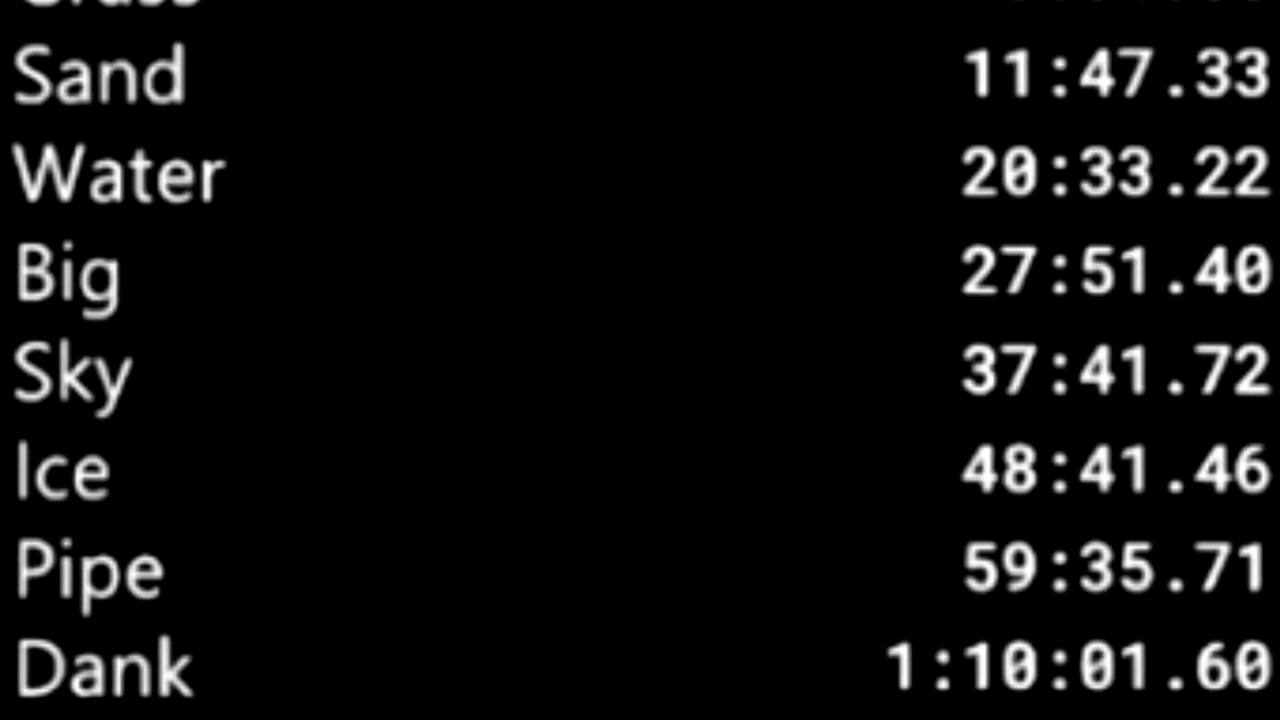 Sand 11:47.33
Water 20:33.22
Big 27:51.40
Sky 37:41.72
Ice 48:41.46
Pipe 59:35.71
Dank 1:10:01.60